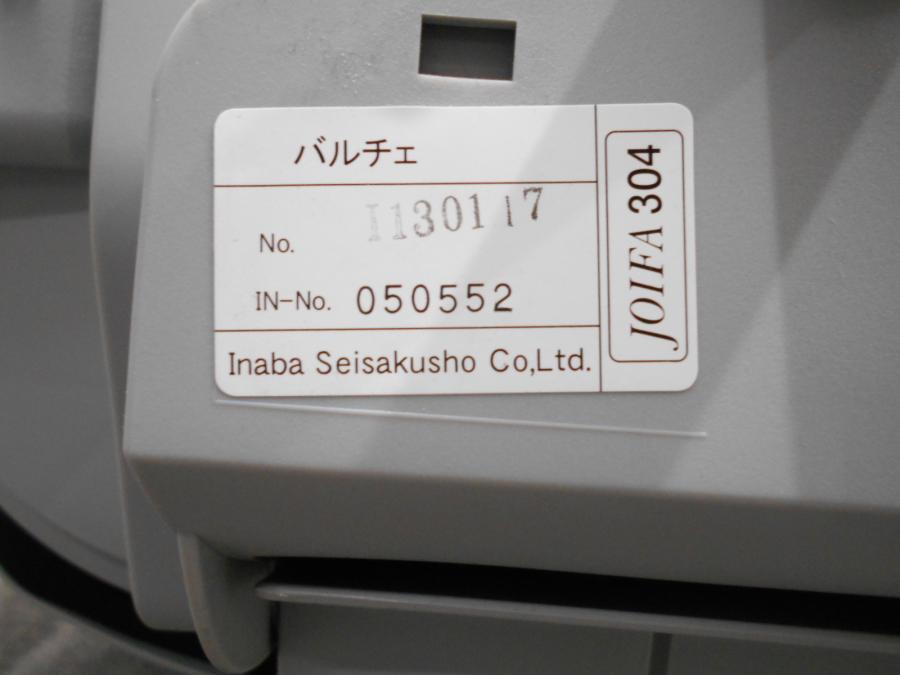 バルチェ
No. I130117
IN-No. 050552
Inaba Seisakusho Co,Ltd.
JOIFA 304